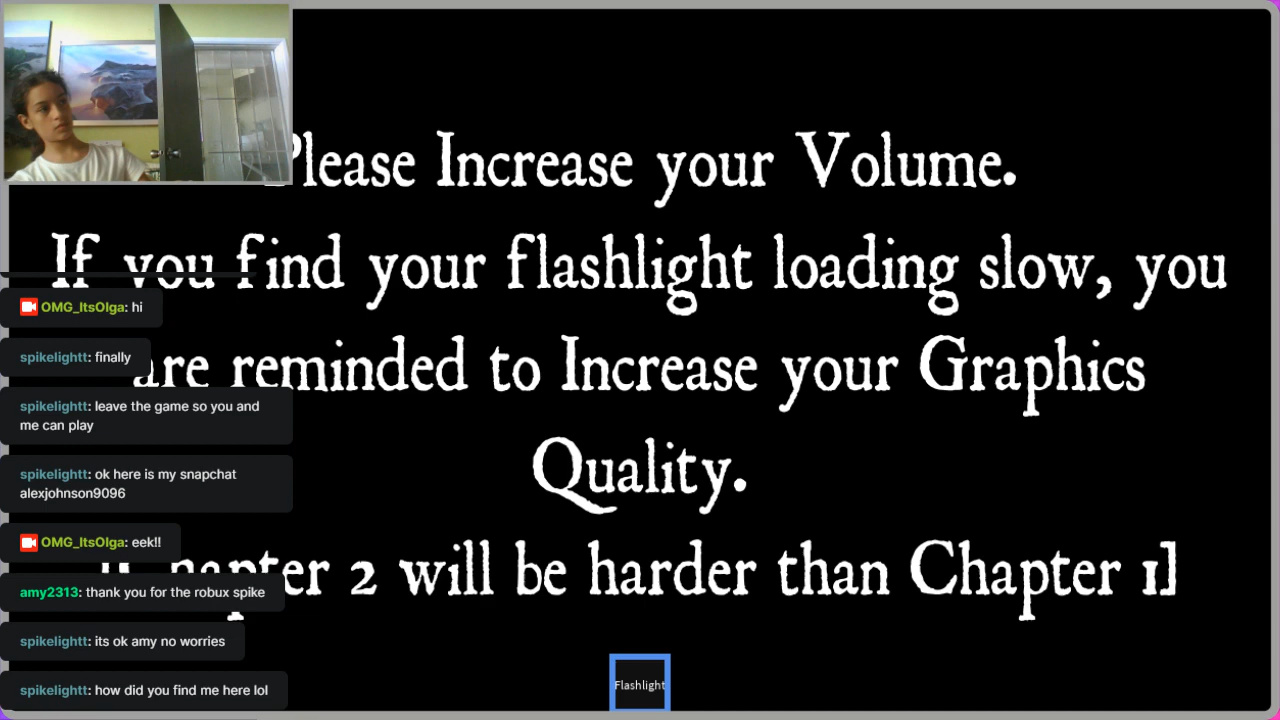 Please Increase your Volume.
If you find your flashlight loading slow, you
are reminded to Increase your Graphics
Quality.
2 will be harder than Chapter 1]
OMG_ItsOlga: hi
spikelightt: finally
spikelightt: leave the game so you and
me can play
spikelightt: ok here is my snapchat
alexjohnson9096
OMG_ItsOlga: eek!!
amy2313: thank you for the robux spike
spikelightt: its ok amy no worries
spikelightt: how did you find me here lol
Flashlight